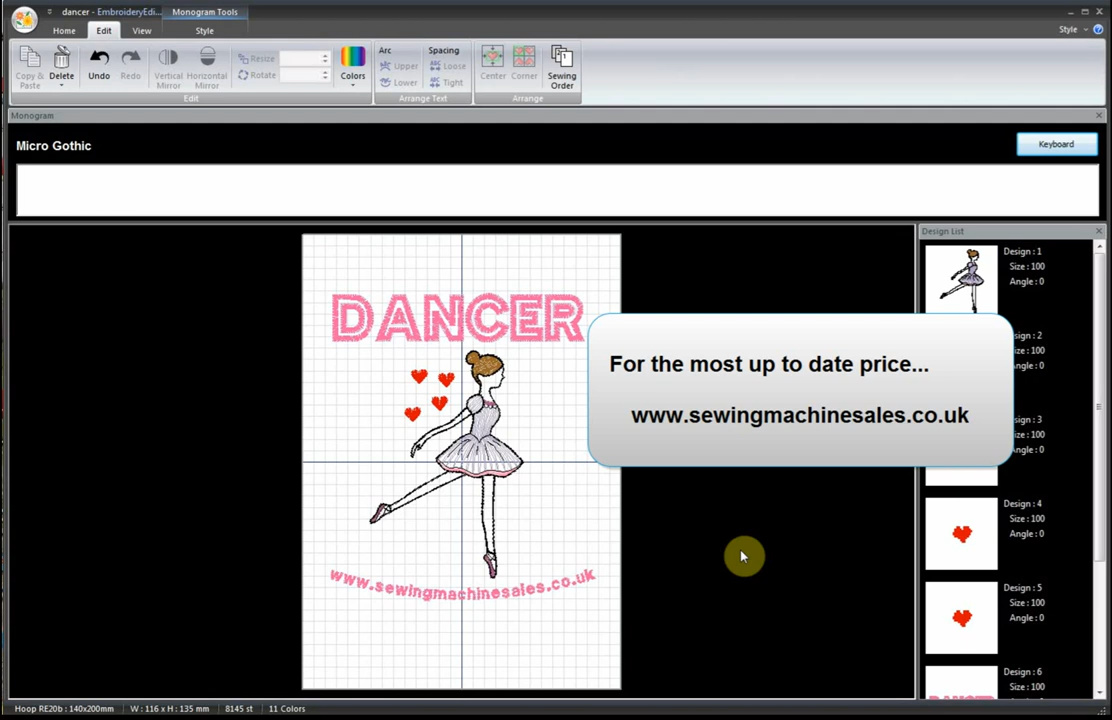 dancer - EmbroideryEdi...
Monogram Tools
Home
Edit
View
Style
Style
Copy & Paste
Delete
Undo
Redo
Vertical Mirror
Horizontal Mirror
Resize
Rotate
Colors
Edit
Arc
Upper
Lower
Spacing
Loose
Tight
Arrange Text
Center
Corner
Sewing Order
Arrange
Monogram
Micro Gothic
Keyboard
Design List
Design : 1
Size : 100
Angle : 0
DANCER
For the most up to date price...
www.sewingmachinesales.co.uk
: 2
100
Angle : 0
: 3
100
Angle : 0
Design : 4
Size : 100
Angle : 0
Design : 5
Size : 100
Angle : 0
www.sewingmachinesales.co.uk
Design : 6
Size : 100
Angle : 0
Hoop RE20b : 140x200mm
W : 116 x H : 135 mm
8145 st
11 Colors